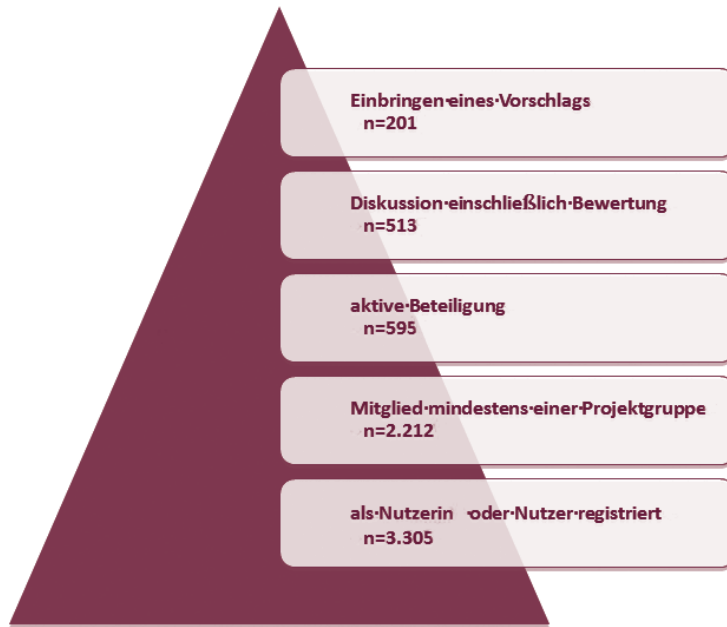 Einbringen·eines·Vorschlags
n=201
Diskussion·einschließlich·Bewertung
n=513
aktive·Beteiligung
n=595
Mitglied·mindestens·einer·Projektgruppe
n=2.212
als·Nutzerin ·oder·Nutzer·registriert
n=3.305